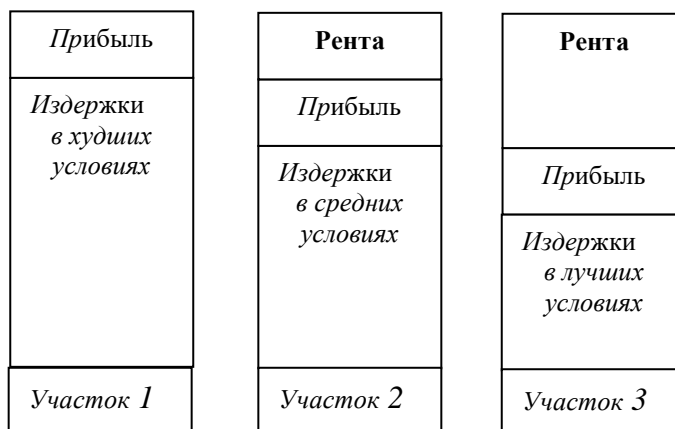 Прибыль
Издержки
в худших
условиях
Участок 1
Рента
Прибыль
Издержки
в средних
условиях
Участок 2
Рента
Прибыль
Издержки
в лучших
условиях
Участок 3